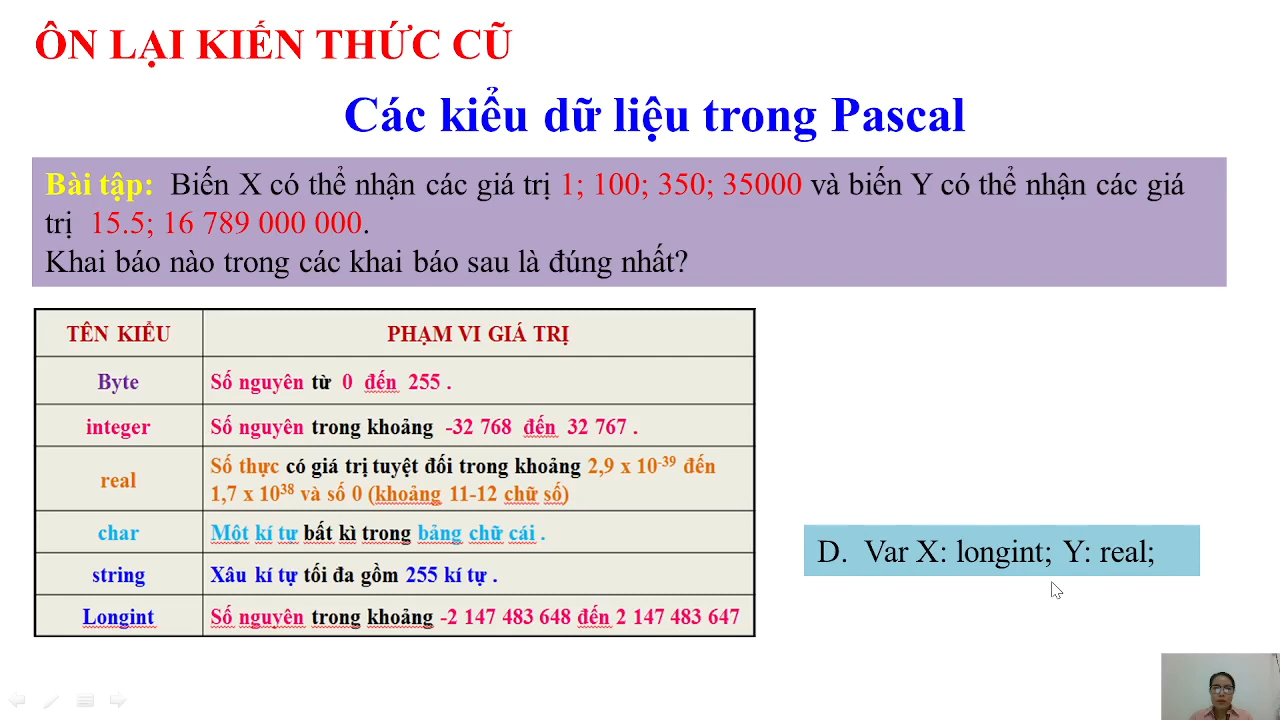 ÔN LẠI KIẾN THỨC CŨ
Các kiểu dữ liệu trong Pascal
Bài tập: Biến X có thể nhận các giá trị 1; 100; 350; 35000 và biến Y có thể nhận các giá
trị 15.5; 16 789 000 000.
Khai báo nào trong các khai báo sau là đúng nhất?
TÊN KIỂU PHẠM VI GIÁ TRỊ
Byte Số nguyên từ 0 đến 255 .
integer Số nguyên trong khoảng -32 768 đến 32 767 .
real Số thực có giá trị tuyệt đối trong khoảng 2,9 x 10⁻³⁹ đến
1,7 x 10³⁸ và số 0 (khoảng 11-12 chữ số)
char Một kí tự bất kì trong bảng chữ cái .
string Xâu kí tự tối đa gồm 255 kí tự .
Longint Số nguyên trong khoảng -2 147 483 648 đến 2 147 483 647
D. Var X: longint; Y: real;